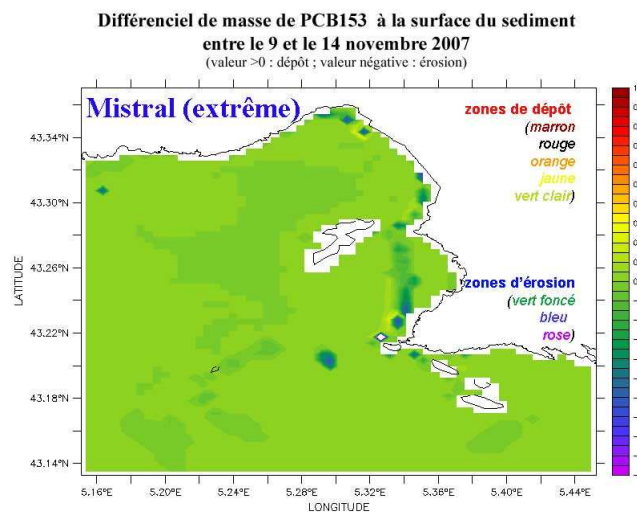 Différenciel de masse de PCB153 à la surface du sediment
entre le 9 et le 14 novembre 2007
(valeur >0 : dépôt ; valeur négative : érosion)
Mistral (extrême)
zones de dépôt
(marron
rouge
orange
jaune
vert clair)
zones d'érosion
(vert foncé
bleu
rose)
43.34°N
43.30°N
43.26°N
43.22°N
43.18°N
43.14°N
LATITUDE
5.16°E
5.20°E
5.24°E
5.28°E
5.32°E
5.36°E
5.40°E
5.44°E
LONGITUDE